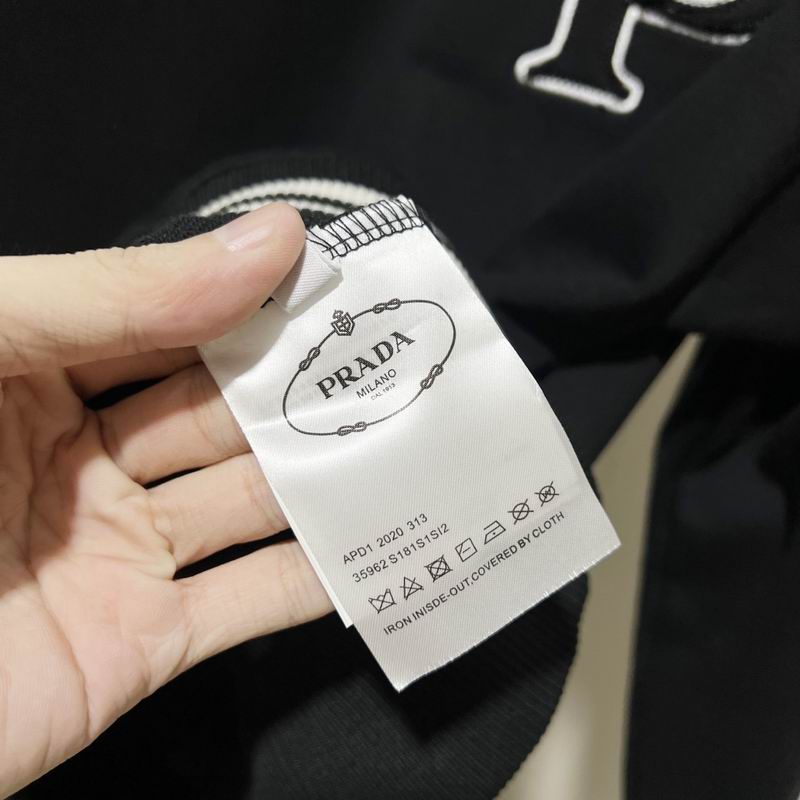 PRADA
MILANO
DAL 1913
APD1 2020 313
35962 S181S1SI2
IRON INISDE-OUT.COVERED BY CLOTH